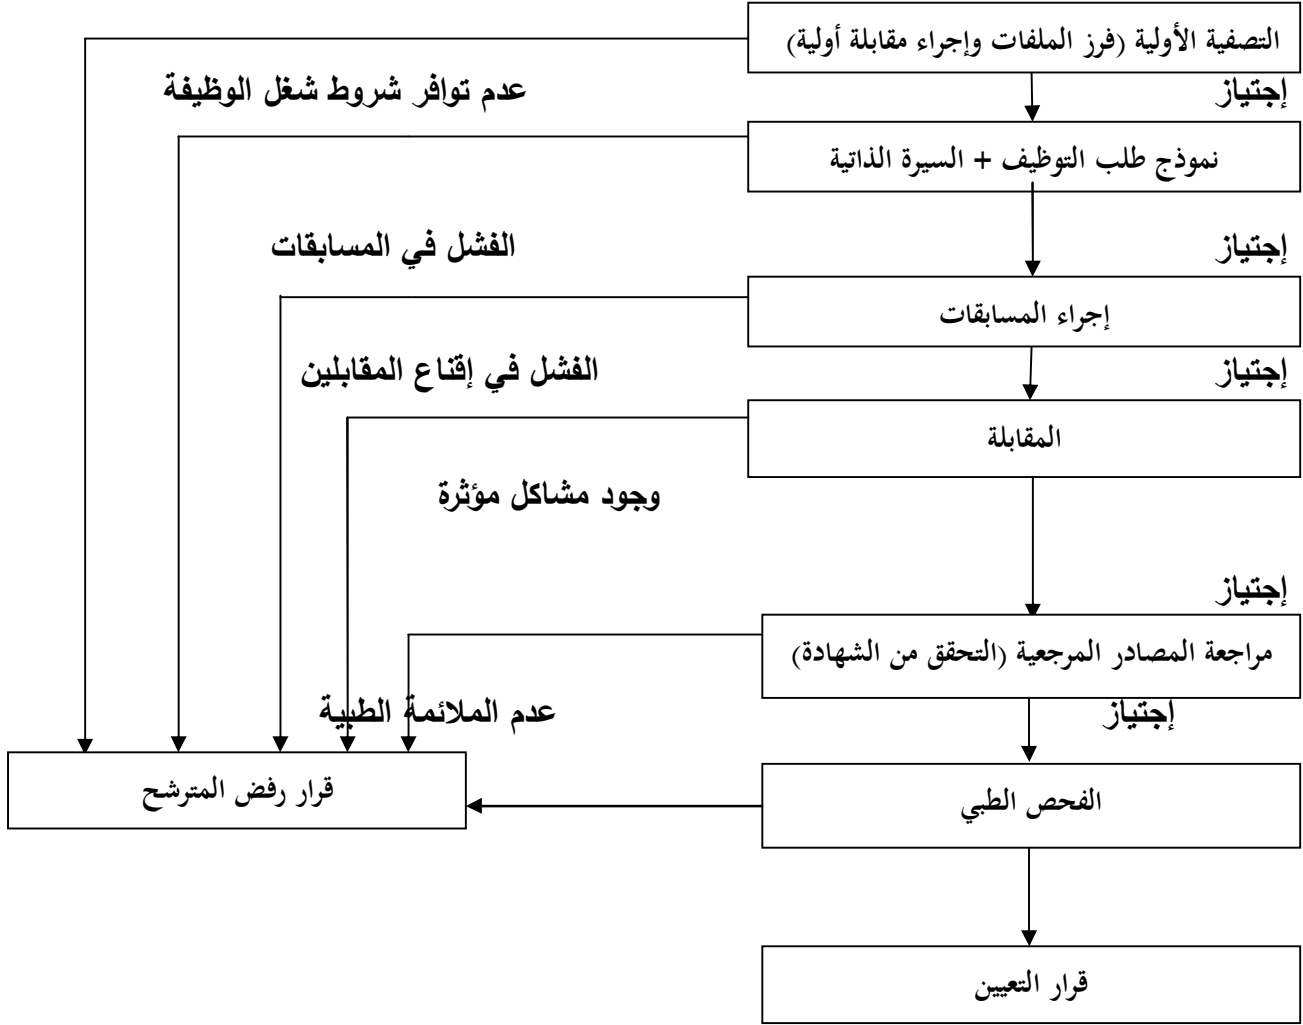 التصفية الأولية (فرز الملفات وإجراء مقابلة أولية)
إجتياز
عدم توافر شروط شغل الوظيفة
نموذج طلب التوظيف + السيرة الذاتية
إجتياز
الفشل في المسابقات
إجراء المسابقات
إجتياز
الفشل في إقناع المقابلين
المقابلة
وجود مشاكل مؤثرة
إجتياز
مراجعة المصادر المرجعية (التحقق من الشهادة)
إجتياز
عدم الملائمة الطبية
الفحص الطبي
قرار رفض المترشح
قرار التعيين